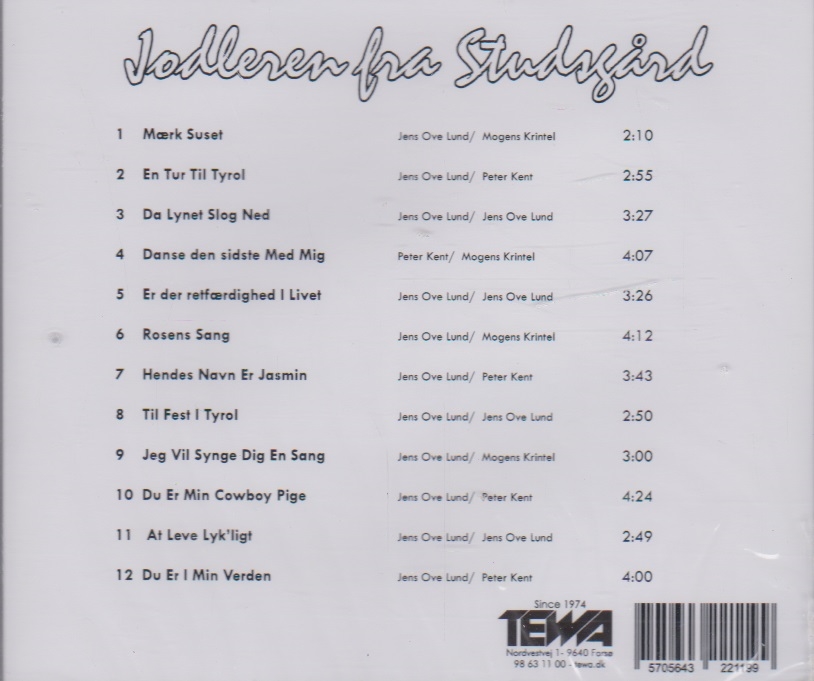 Jodleren fra Studsgård
1 Mærk Suset Jens Ove Lund/ Mogens Krintel 2:10
2 En Tur Til Tyrol Jens Ove Lund/ Peter Kent 2:55
3 Da Lynet Slog Ned Jens Ove Lund/ Jens Ove Lund 3:27
4 Danse den sidste Med Mig Peter Kent/ Mogens Krintel 4:07
5 Er der retfærdighed I Livet Jens Ove Lund/ Jens Ove Lund 3:26
6 Rosens Sang Jens Ove Lund/ Mogens Krintel 4:12
7 Hendes Navn Er Jasmin Jens Ove Lund/ Peter Kent 3:43
8 Til Fest I Tyrol Jens Ove Lund/ Jens Ove Lund 2:50
9 Jeg Vil Synge Dig En Sang Jens Ove Lund/ Mogens Krintel 3:00
10 Du Er Min Cowboy Pige Jens Ove Lund/ Peter Kent 4:24
11 At Leve Lyk'ligt Jens Ove Lund/ Jens Ove Lund 2:49
12 Du Er I Min Verden Jens Ove Lund/ Peter Kent 4:00
Since 1974
TEWA
Nordvestvej 1- 9640 Farsø
98 63 11 00 - tewa.dk
5705643 221199